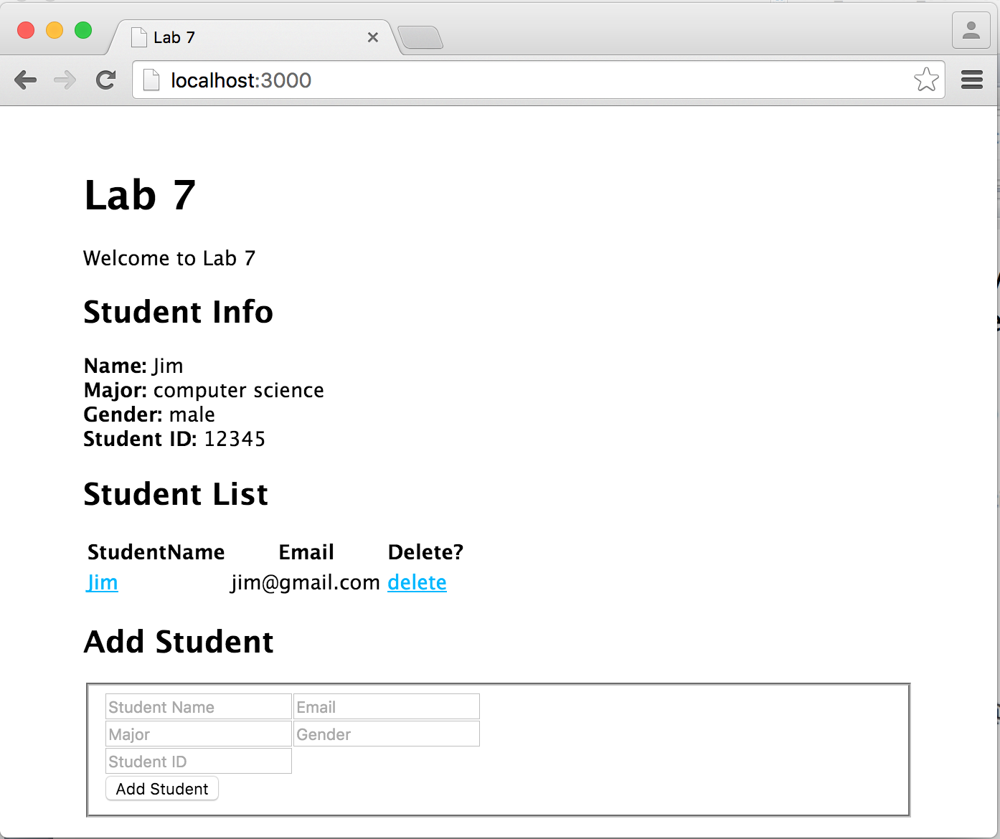 Lab 7
localhost:3000
Lab 7
Welcome to Lab 7
Student Info
Name: Jim
Major: computer science
Gender: male
Student ID: 12345
Student List
StudentName Email Delete?
Jim jim@gmail.com delete
Add Student
Student Name Email
Major Gender
Student ID
Add Student